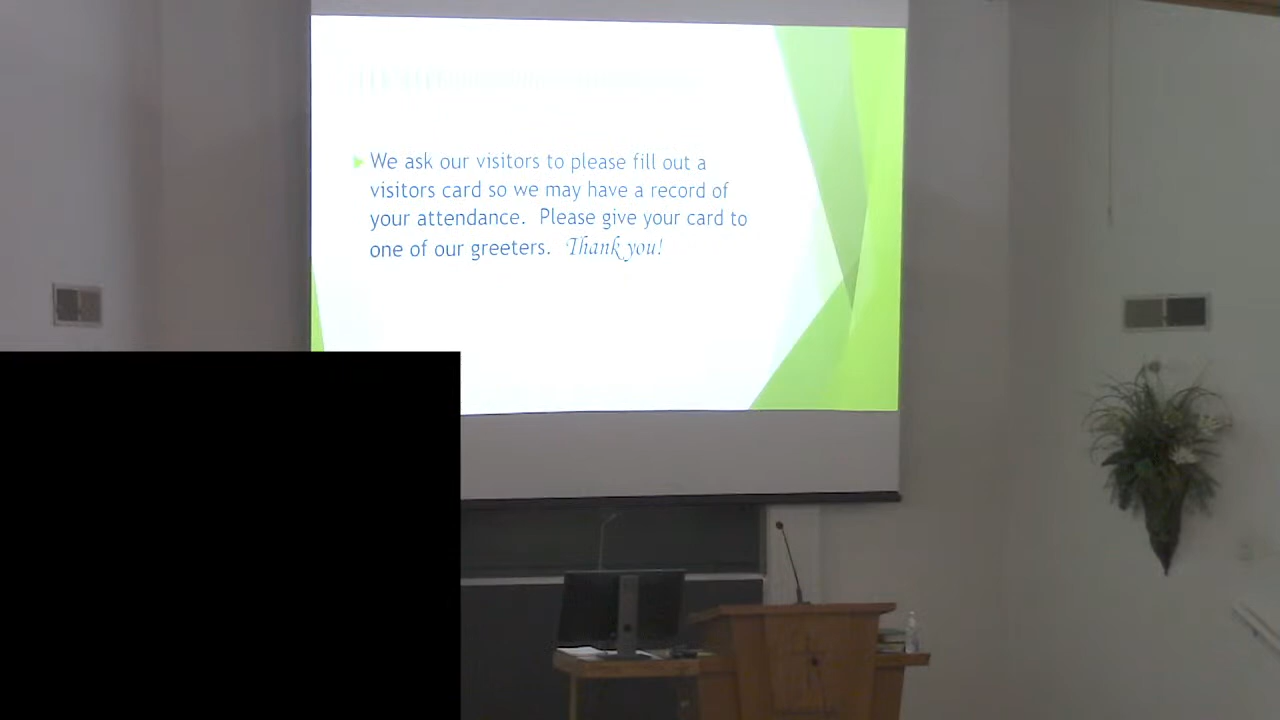 We ask our visitors to please fill out a
visitors card so we may have a record of
your attendance.  Please give your card to
one of our greeters.  Thank you!